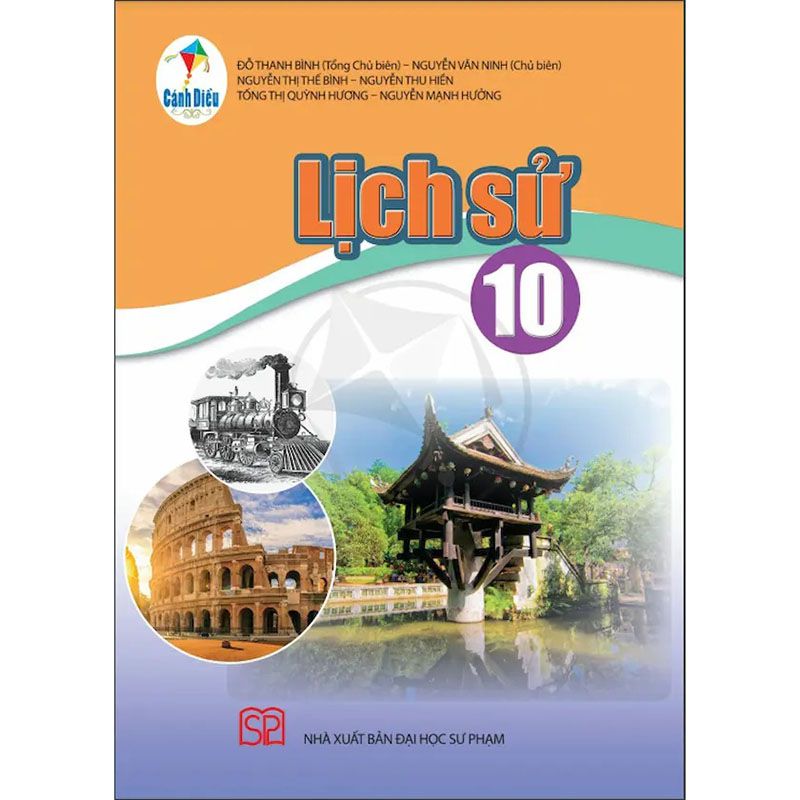 Cánh Diều
ĐỖ THANH BÌNH (Tổng Chủ biên) – NGUYỄN VĂN NINH (Chủ biên)
NGUYỄN THỊ THẾ BÌNH – NGUYỄN THU HIỀN
TỐNG THỊ QUỲNH HƯƠNG – NGUYỄN MẠNH HƯỞNG
Lịch sử
10
SP
NHÀ XUẤT BẢN ĐẠI HỌC SƯ PHẠM